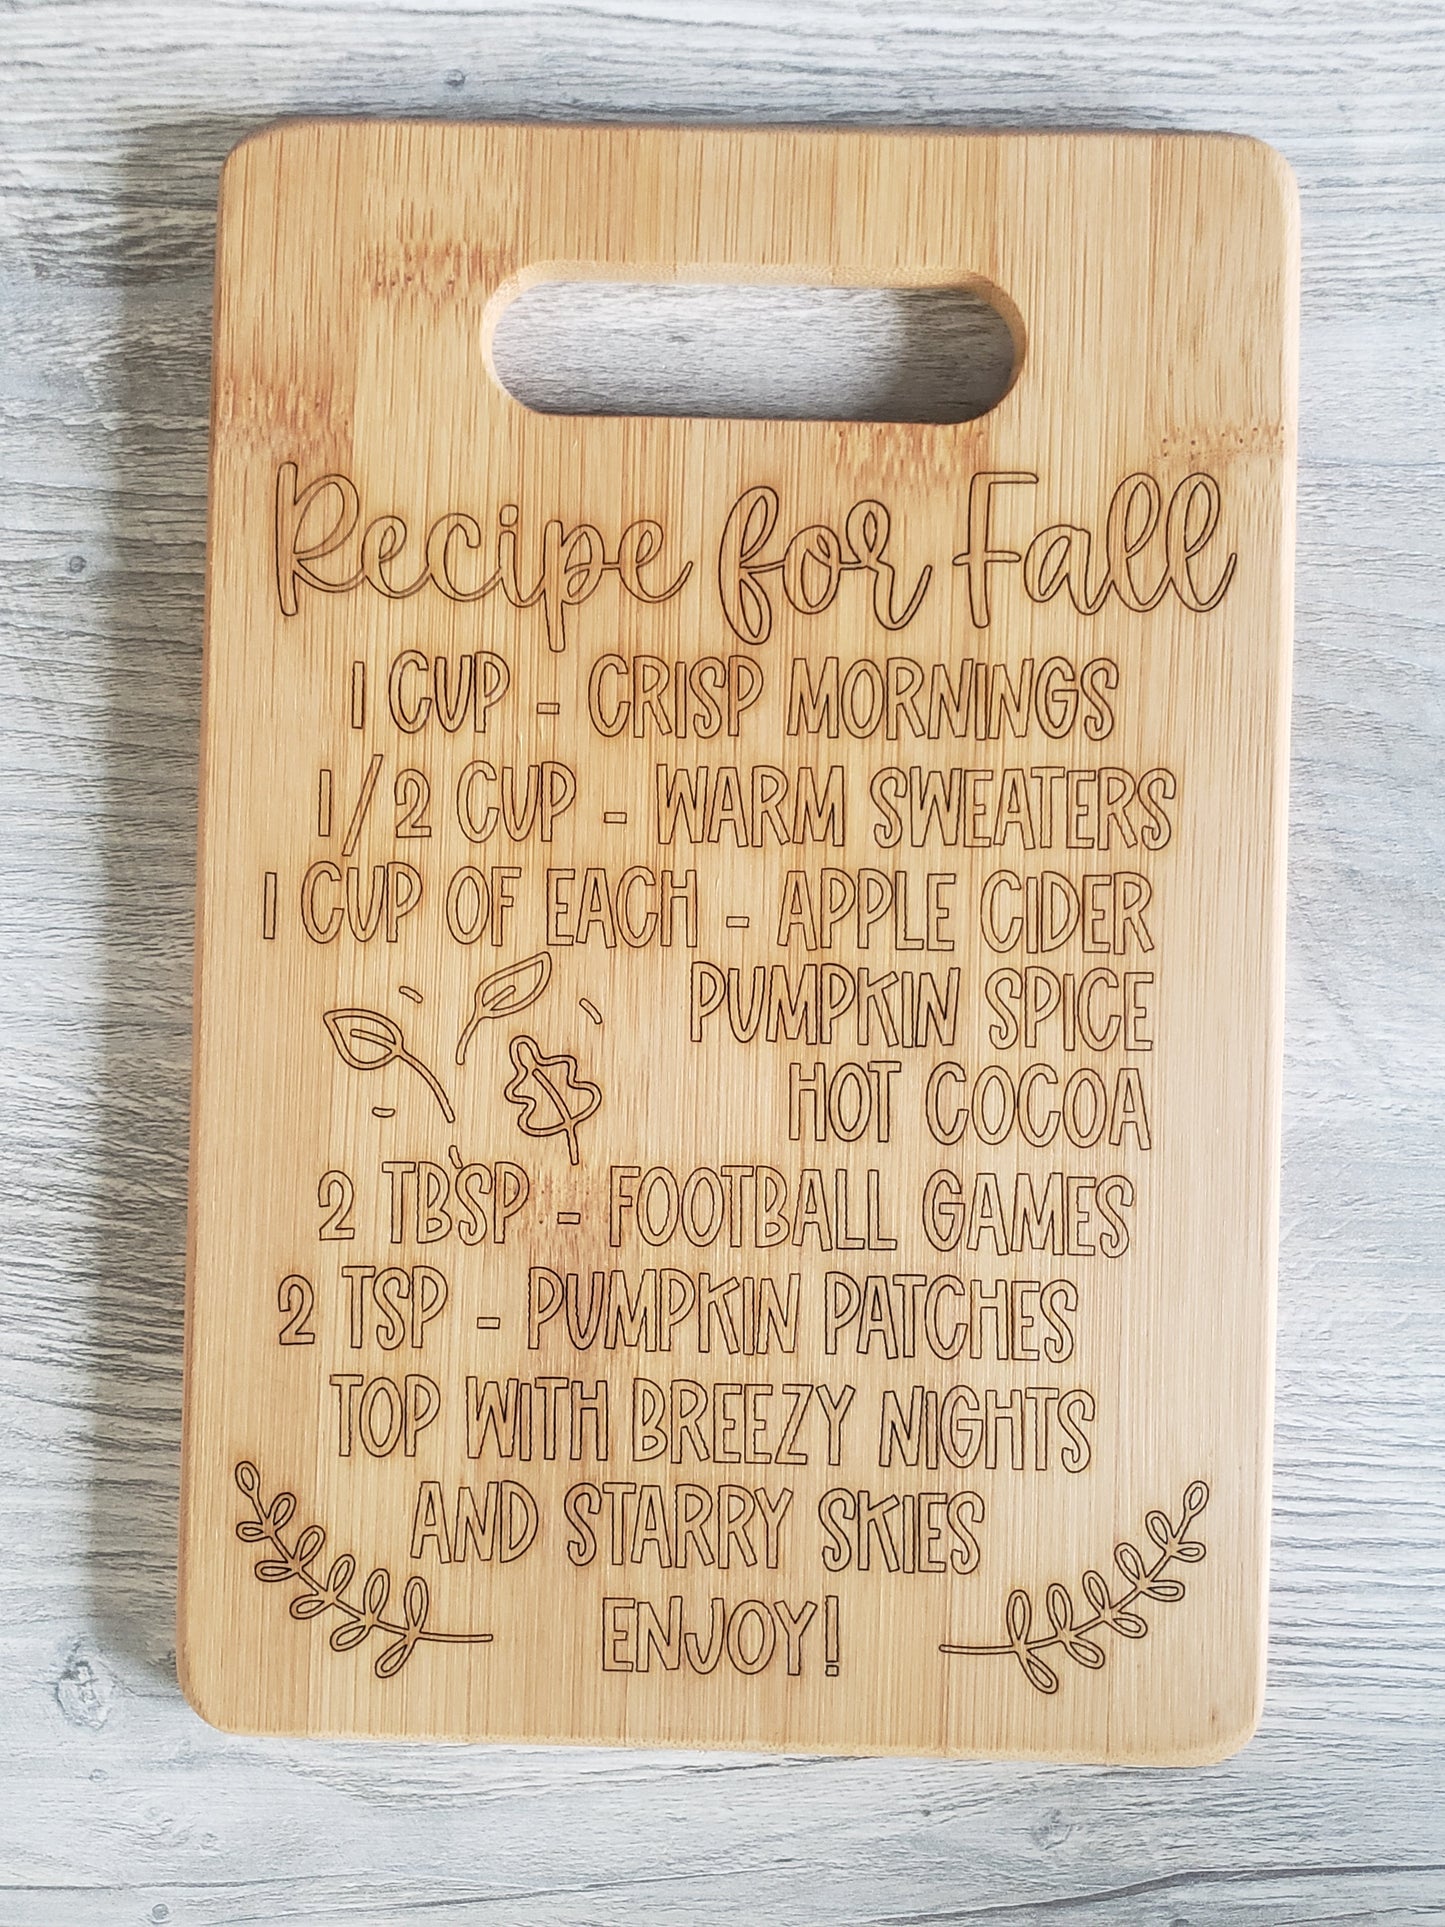 Recipe for Fall
1 CUP - CRISP MORNINGS
1/2 CUP - WARM SWEATERS
1 CUP OF EACH - APPLE CIDER
PUMPKIN SPICE
HOT COCOA
2 TBSP - FOOTBALL GAMES
2 TSP - PUMPKIN PATCHES
TOP WITH BREEZY NIGHTS
AND STARRY SKIES
ENJOY!